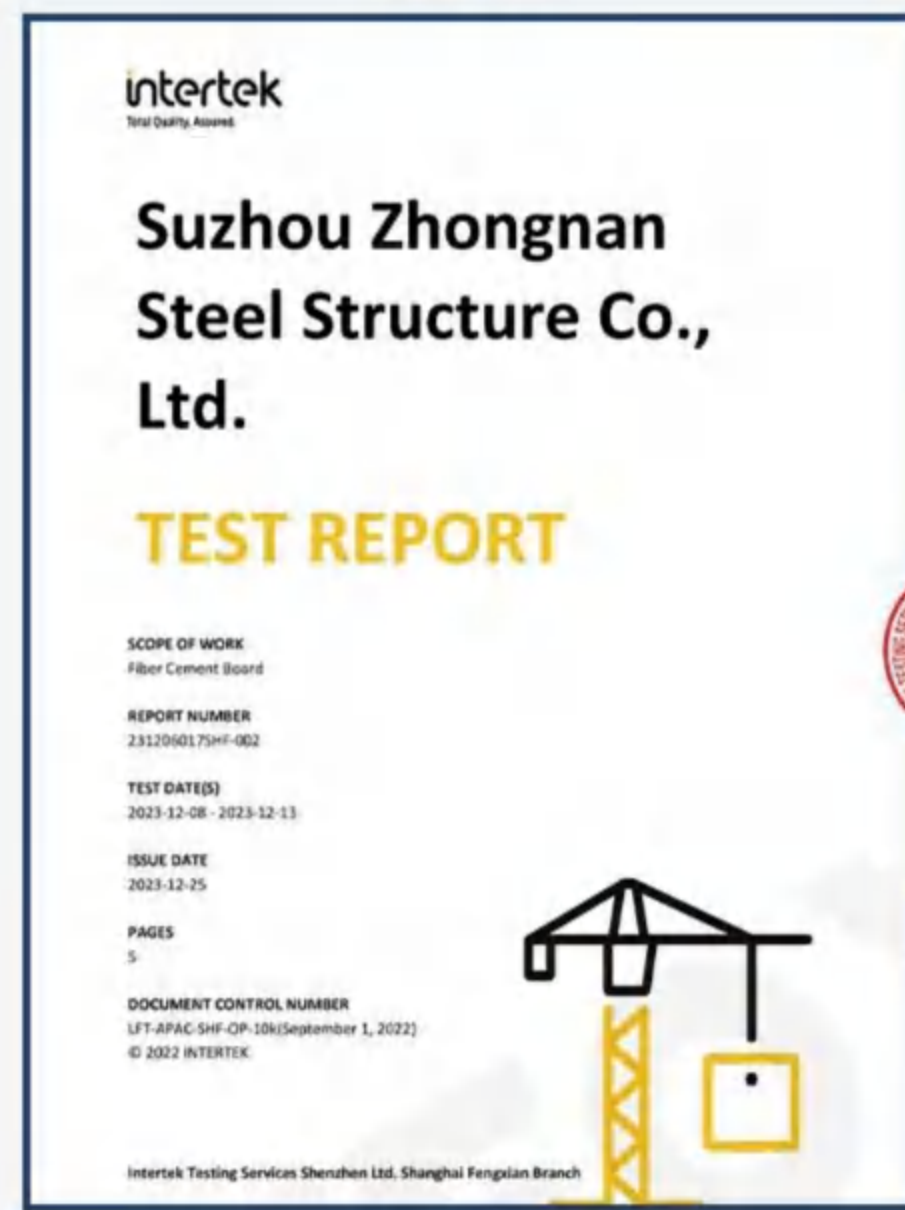 intertek
Total Quality. Assured.
Suzhou Zhongnan
Steel Structure Co.,
Ltd.
TEST REPORT
SCOPE OF WORK
Fiber Cement Board
REPORT NUMBER
231206017SHF-002
TEST DATE(S)
2023-12-08 - 2023-12-13
ISSUE DATE
2023-12-25
PAGES
5
DOCUMENT CONTROL NUMBER
LFT-APAC-SHF-OP-10k(September 1, 2022)
© 2022 INTERTEK
Intertek Testing Services Shenzhen Ltd. Shanghai Fengxian Branch